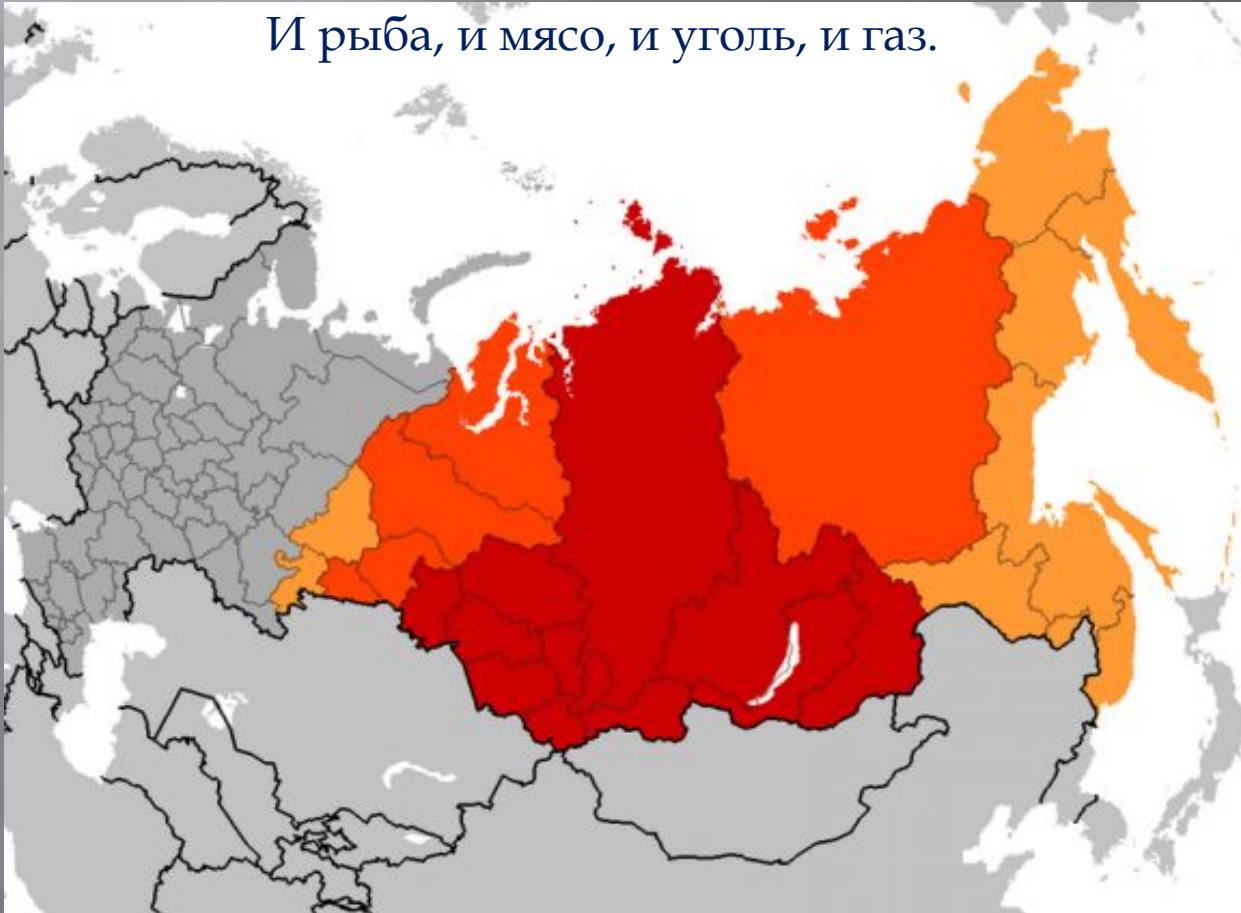 И рыба, и мясо, и уголь, и газ.